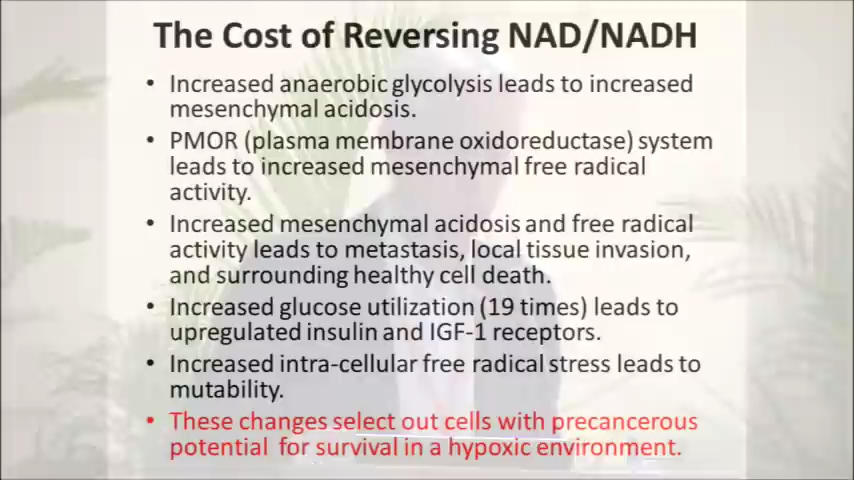 The Cost of Reversing NAD/NADH
• Increased anaerobic glycolysis leads to increased
mesenchymal acidosis.
• PMOR (plasma membrane oxidoreductase) system
leads to increased mesenchymal free radical
activity.
• Increased mesenchymal acidosis and free radical
activity leads to metastasis, local tissue invasion,
and surrounding healthy cell death.
• Increased glucose utilization (19 times) leads to
upregulated insulin and IGF-1 receptors.
• Increased intra-cellular free radical stress leads to
mutability.
• These changes select out cells with precancerous
potential for survival in a hypoxic environment.